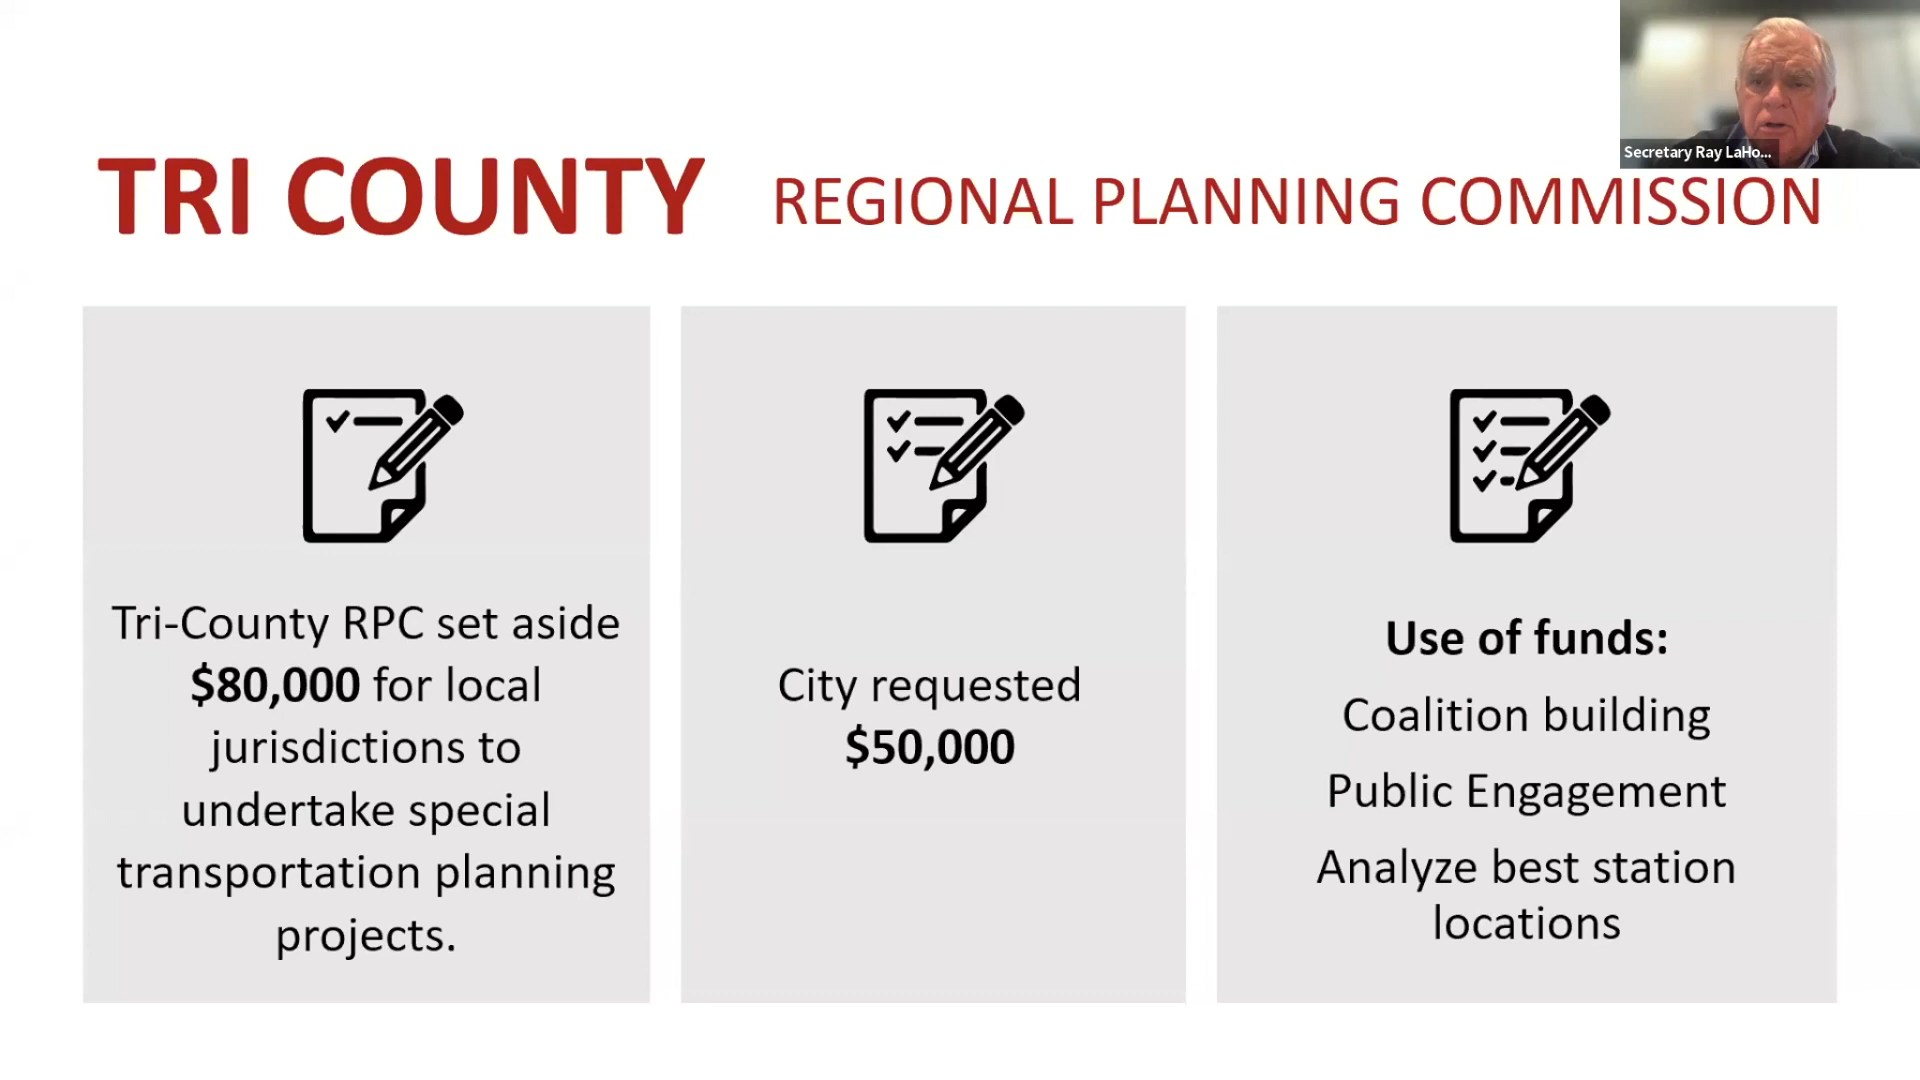 Secretary Ray LaHo...
TRI COUNTY REGIONAL PLANNING COMMISSION
Tri-County RPC set aside
$80,000 for local
jurisdictions to
undertake special
transportation planning
projects.
City requested
$50,000
Use of funds:
Coalition building
Public Engagement
Analyze best station
locations